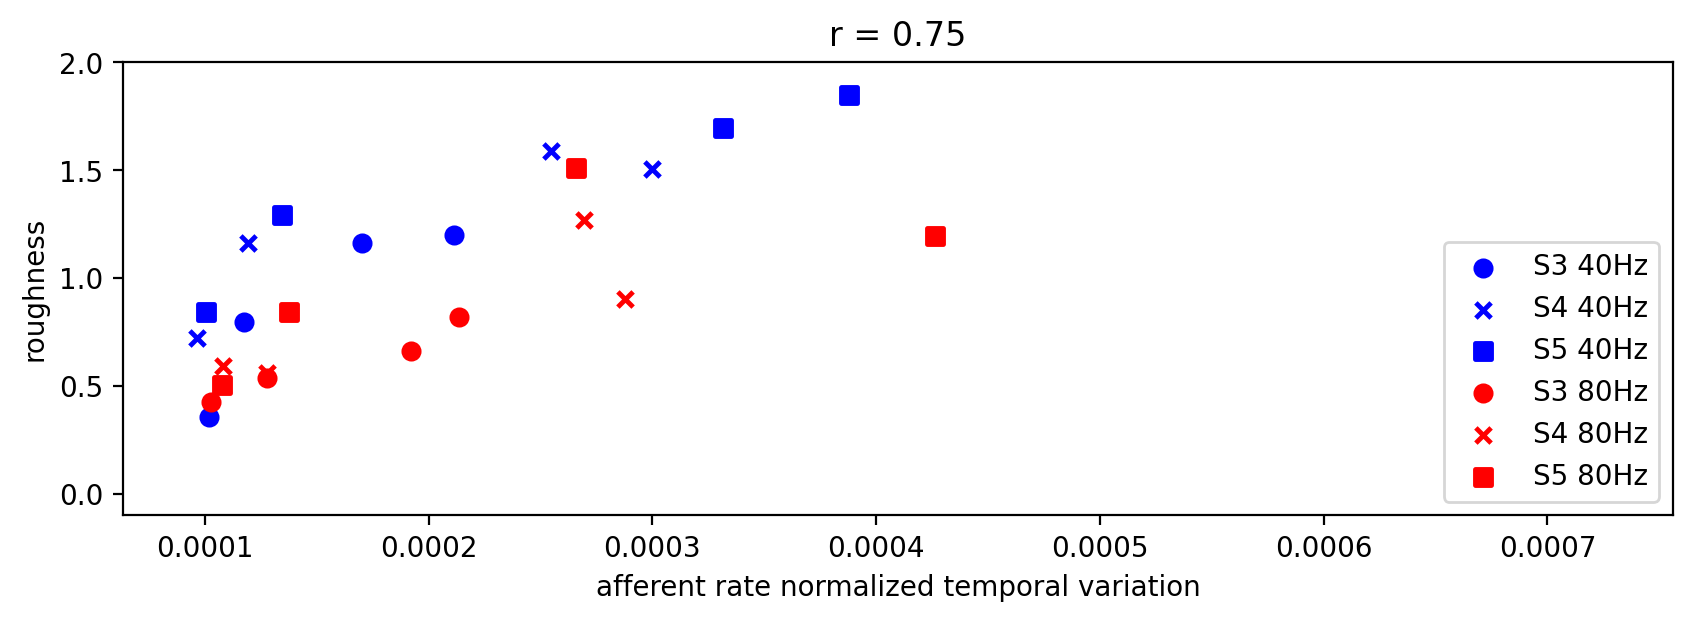 r = 0.75
2.0
1.5
1.0
0.5
0.0
roughness
0.0001 0.0002 0.0003 0.0004 0.0005 0.0006 0.0007
afferent rate normalized temporal variation
S3 40Hz
S4 40Hz
S5 40Hz
S3 80Hz
S4 80Hz
S5 80Hz